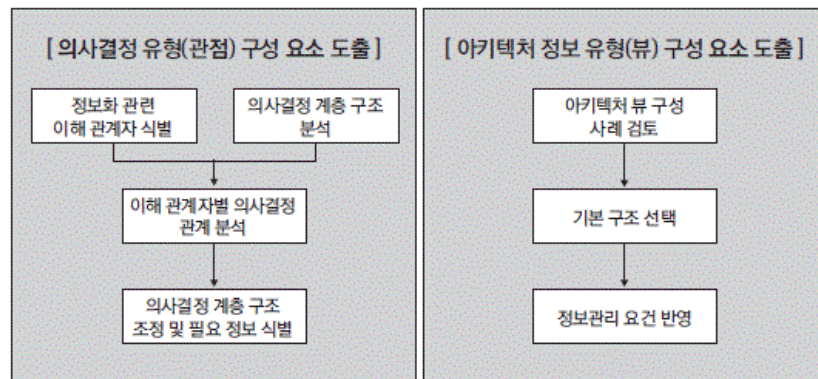 [ 의사결정 유형(관점) 구성 요소 도출 ]
정보화 관련
이해 관계자 식별
의사결정 계층 구조
분석
이해 관계자별 의사결정
관계 분석
의사결정 계층 구조
조정 및 필요 정보 식별
[ 아키텍처 정보 유형(뷰) 구성 요소 도출 ]
아키텍처 뷰 구성
사례 검토
기본 구조 선택
정보관리 요건 반영